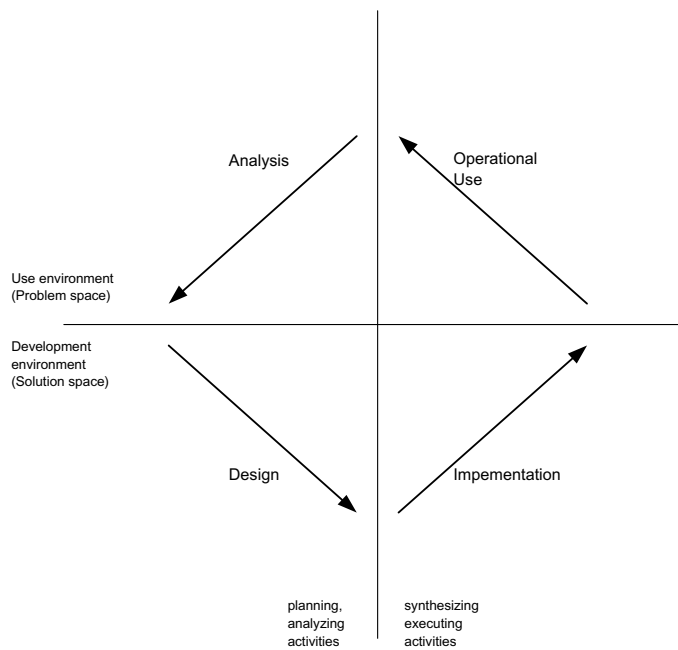 Analysis
Operational
Use
Use environment
(Problem space)
Development
environment
(Solution space)
Design
Impementation
planning,
analyzing
activities
synthesizing
executing
activities